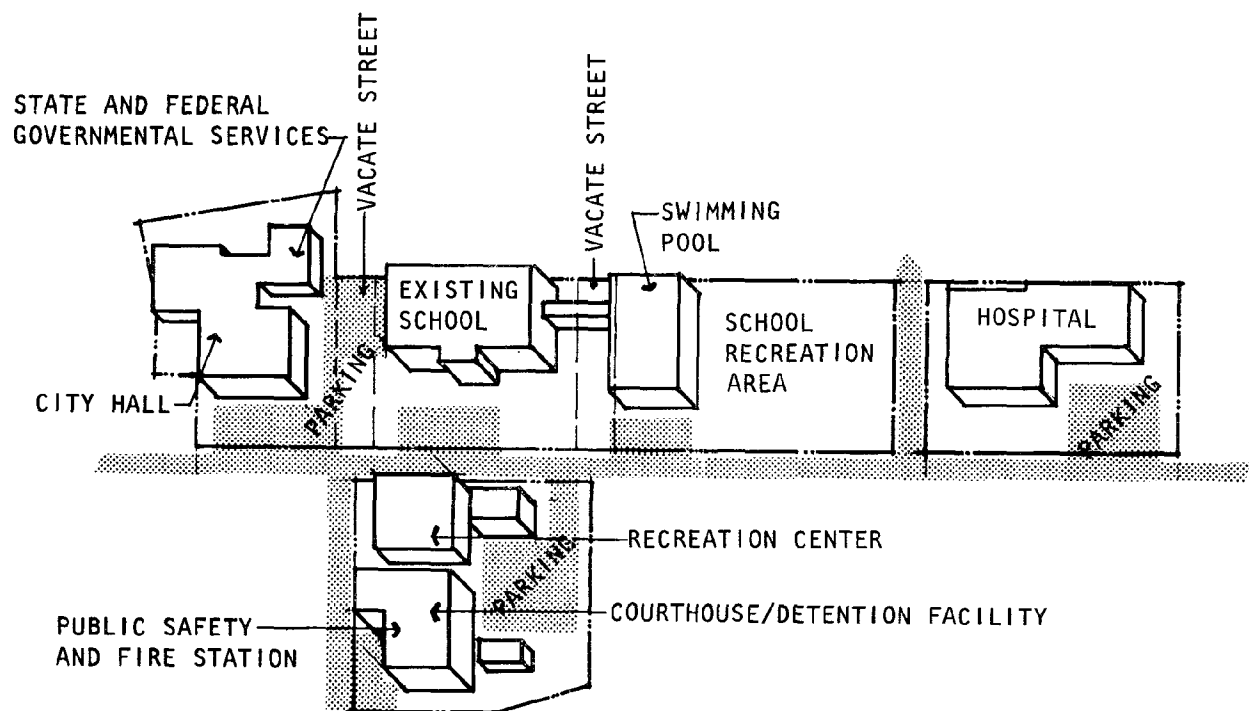 STATE AND FEDERAL
GOVERNMENTAL SERVICES
VACATE STREET
VACATE STREET
SWIMMING
POOL
EXISTING
SCHOOL
SCHOOL
RECREATION
AREA
HOSPITAL
CITY HALL
PARKING
PARKING
RECREATION CENTER
PARKING
COURTHOUSE/DETENTION FACILITY
PUBLIC SAFETY
AND FIRE STATION